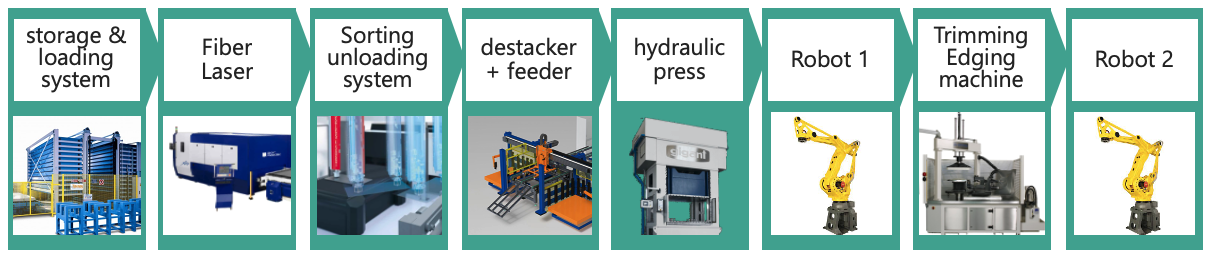 storage &
loading
system
Fiber
Laser
Sorting
unloading
system
destacker
+ feeder
hydraulic
press
Robot 1
Trimming
Edging
machine
Robot 2